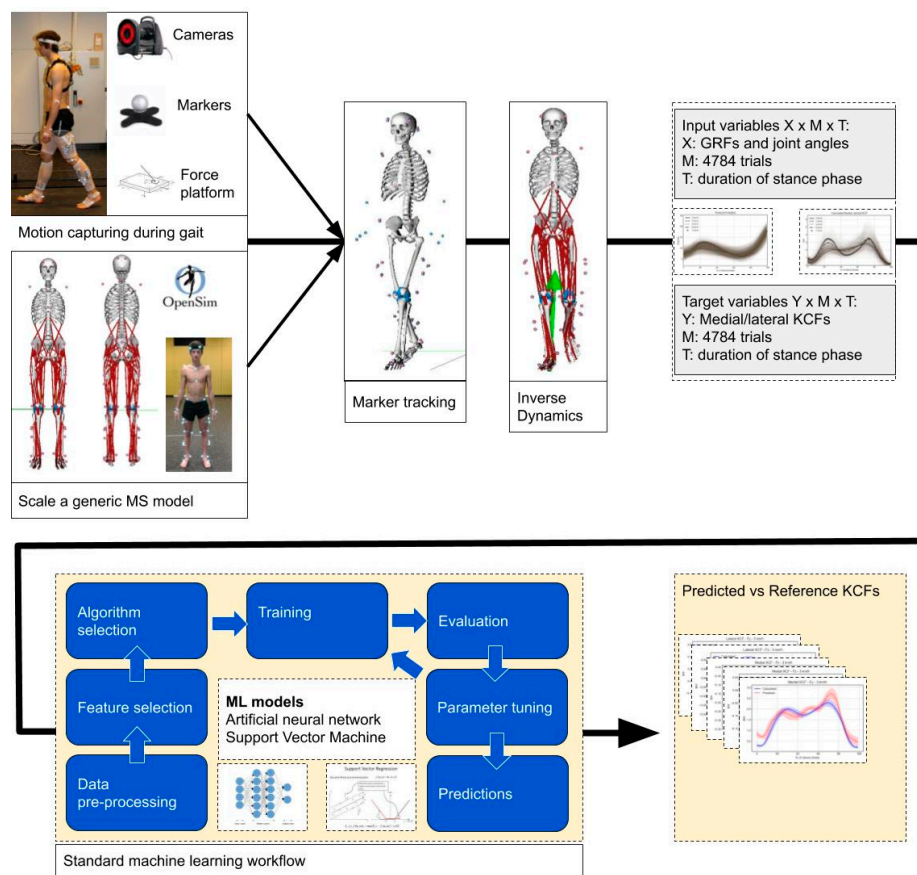 Cameras
Markers
Force
platform
Motion capturing during gait
OpenSim
Scale a generic MS model
Marker tracking
Inverse
Dynamics
Input variables X x M x T:
X: GRFs and joint angles
M: 4784 trials
T: duration of stance phase
Target variables Y x M x T:
Y: Medial/lateral KCFs
M: 4784 trials
T: duration of stance phase
Algorithm
selection
Training
Evaluation
Feature selection
ML models
Artificial neural network
Support Vector Machine
Parameter tuning
Data
pre-processing
Support Vector Regression
Predictions
Standard machine learning workflow
Predicted vs Reference KCFs